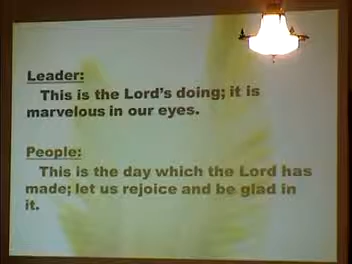 Leader:
This is the Lord's doing; it is
marvelous in our eyes.
People:
This is the day which the Lord has
made; let us rejoice and be glad in
it.